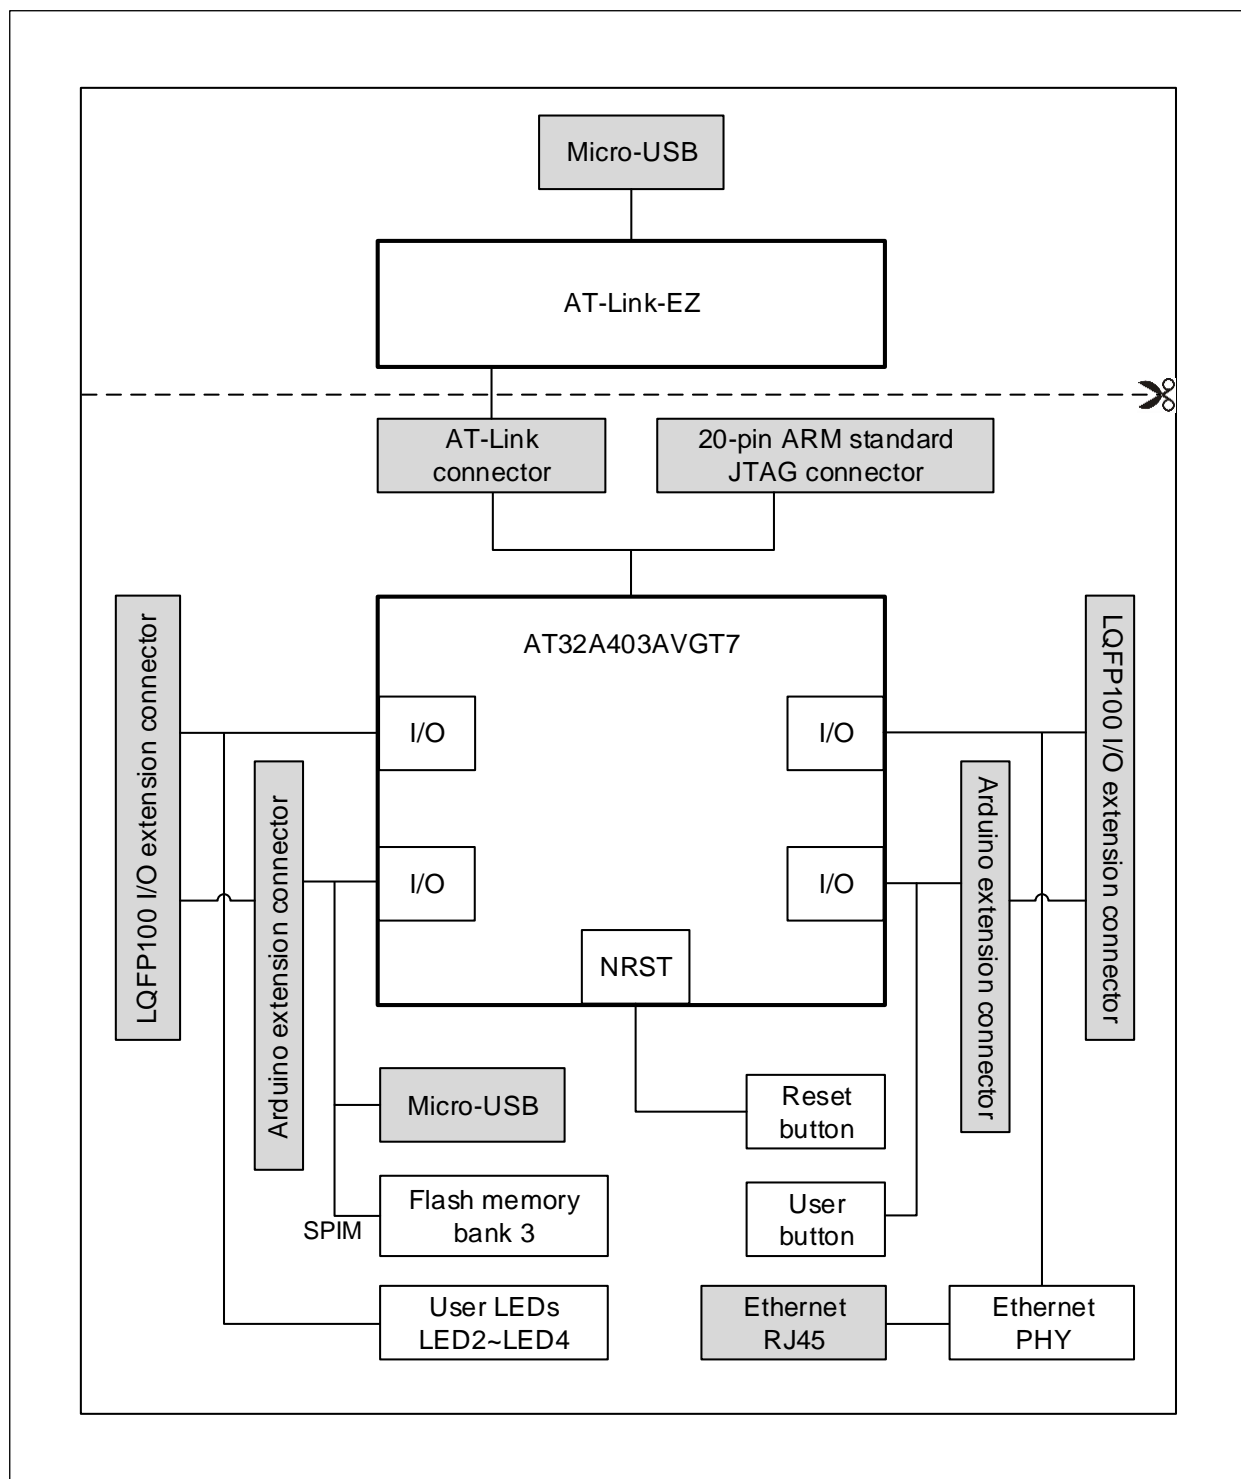 Micro-USB
AT-Link-EZ
AT-Link
connector
20-pin ARM standard
JTAG connector
AT32A403AVGT7
LQFP100 I/O extension connector
I/O
I/O
LQFP100 I/O extension connector
Arduino extension connector
I/O
I/O
Arduino extension connector
NRST
Micro-USB
Reset
button
Flash memory
bank 3
SPIM
User
button
User LEDs
LED2~LED4
Ethernet
RJ45
Ethernet
PHY